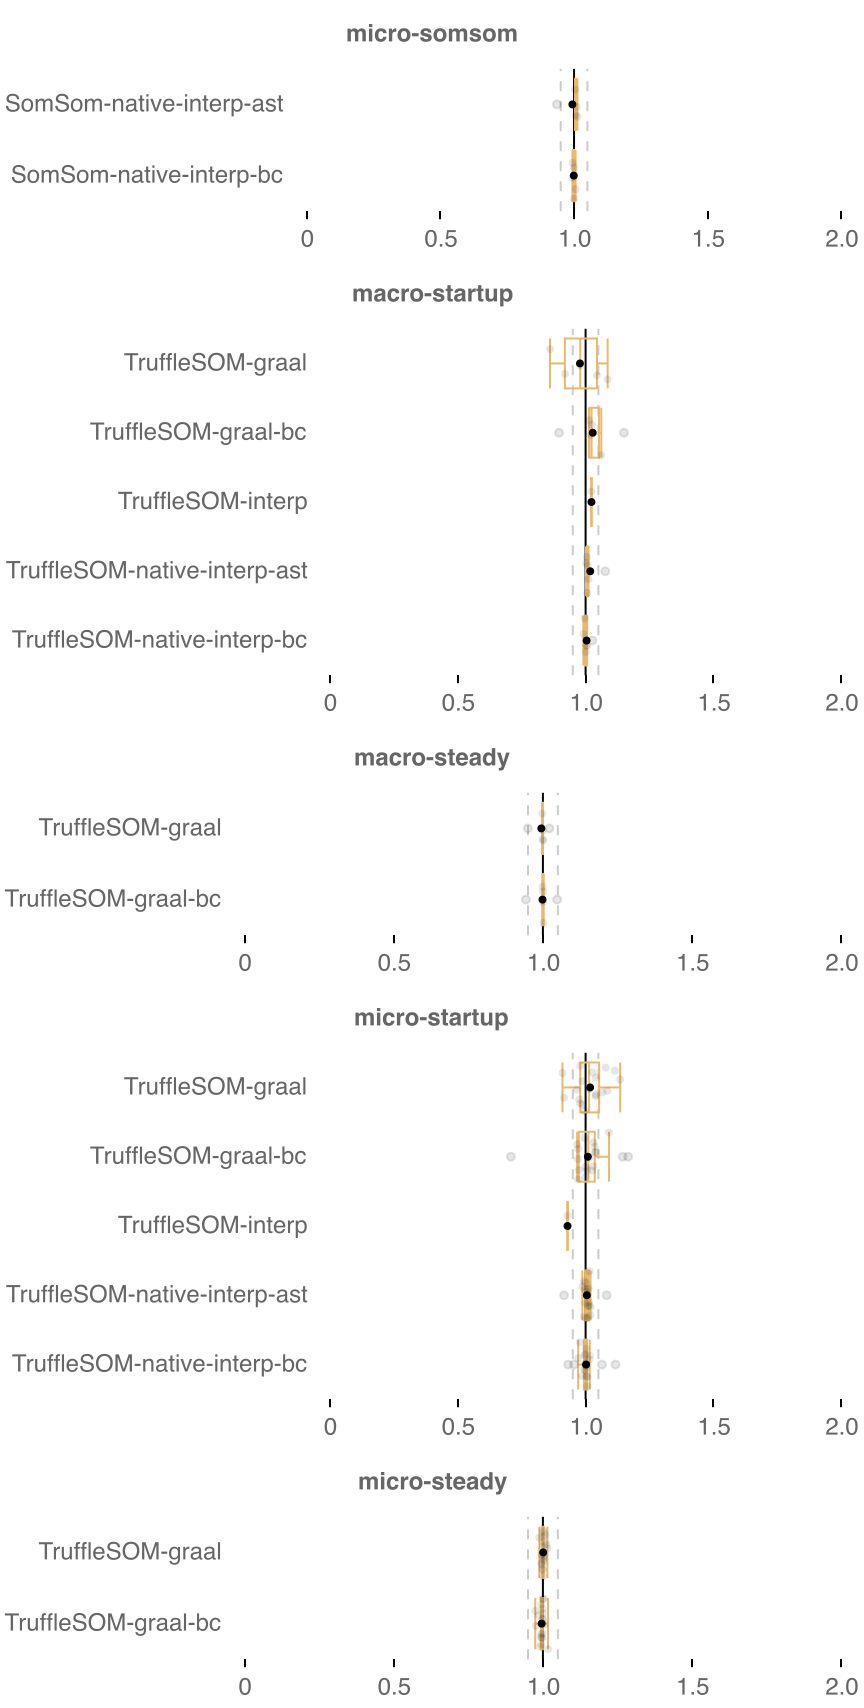 micro-somsom
SomSom-native-interp-ast
SomSom-native-interp-bc
0 0.5 1.0 1.5 2.0
macro-startup
TruffleSOM-graal
TruffleSOM-graal-bc
TruffleSOM-interp
TruffleSOM-native-interp-ast
TruffleSOM-native-interp-bc
0 0.5 1.0 1.5 2.0
macro-steady
TruffleSOM-graal
TruffleSOM-graal-bc
0 0.5 1.0 1.5 2.0
micro-startup
TruffleSOM-graal
TruffleSOM-graal-bc
TruffleSOM-interp
TruffleSOM-native-interp-ast
TruffleSOM-native-interp-bc
0 0.5 1.0 1.5 2.0
micro-steady
TruffleSOM-graal
TruffleSOM-graal-bc
0 0.5 1.0 1.5 2.0